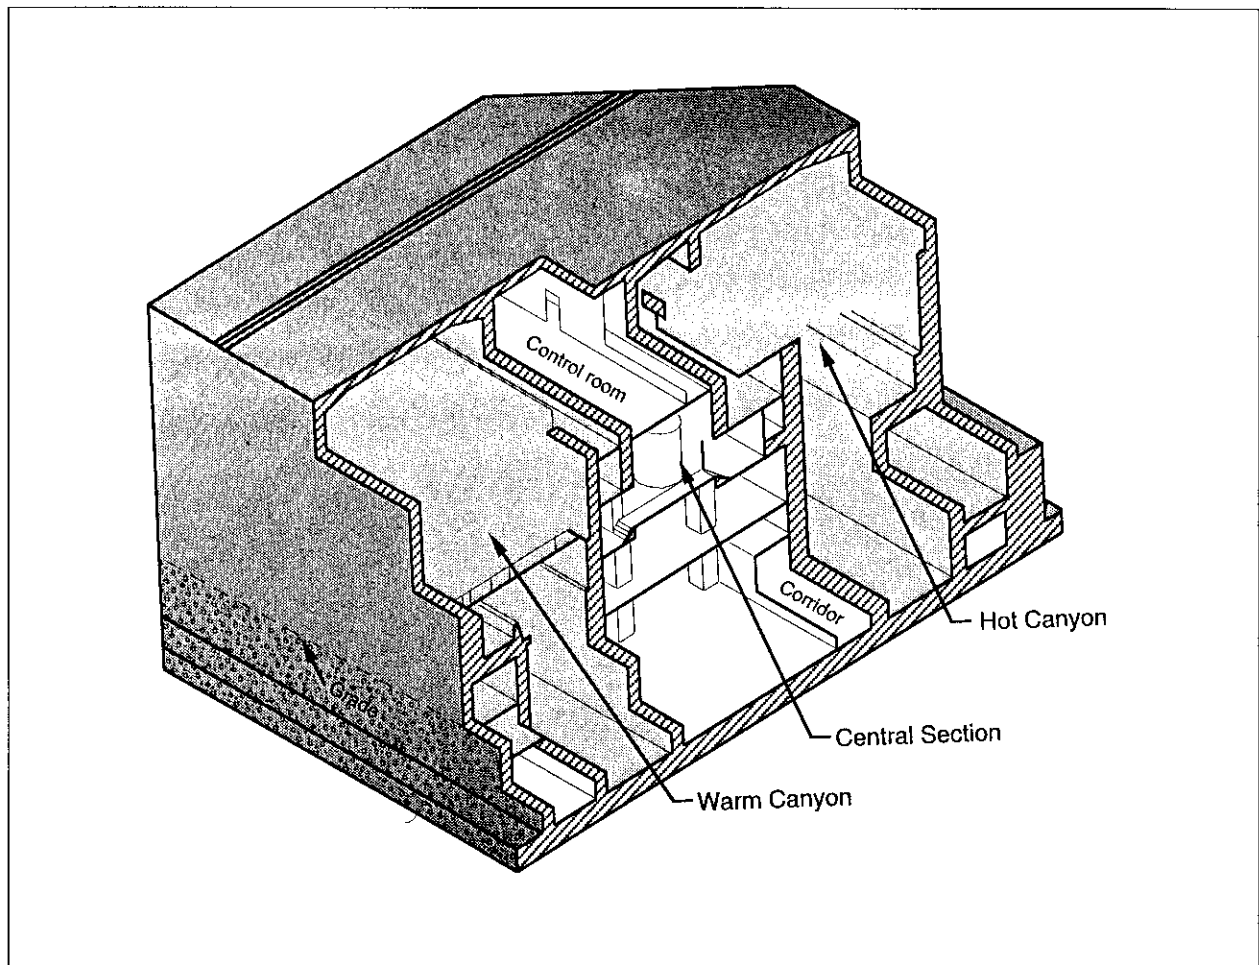 Control room
Corridor
Hot Canyon
Grade
Central Section
Warm Canyon